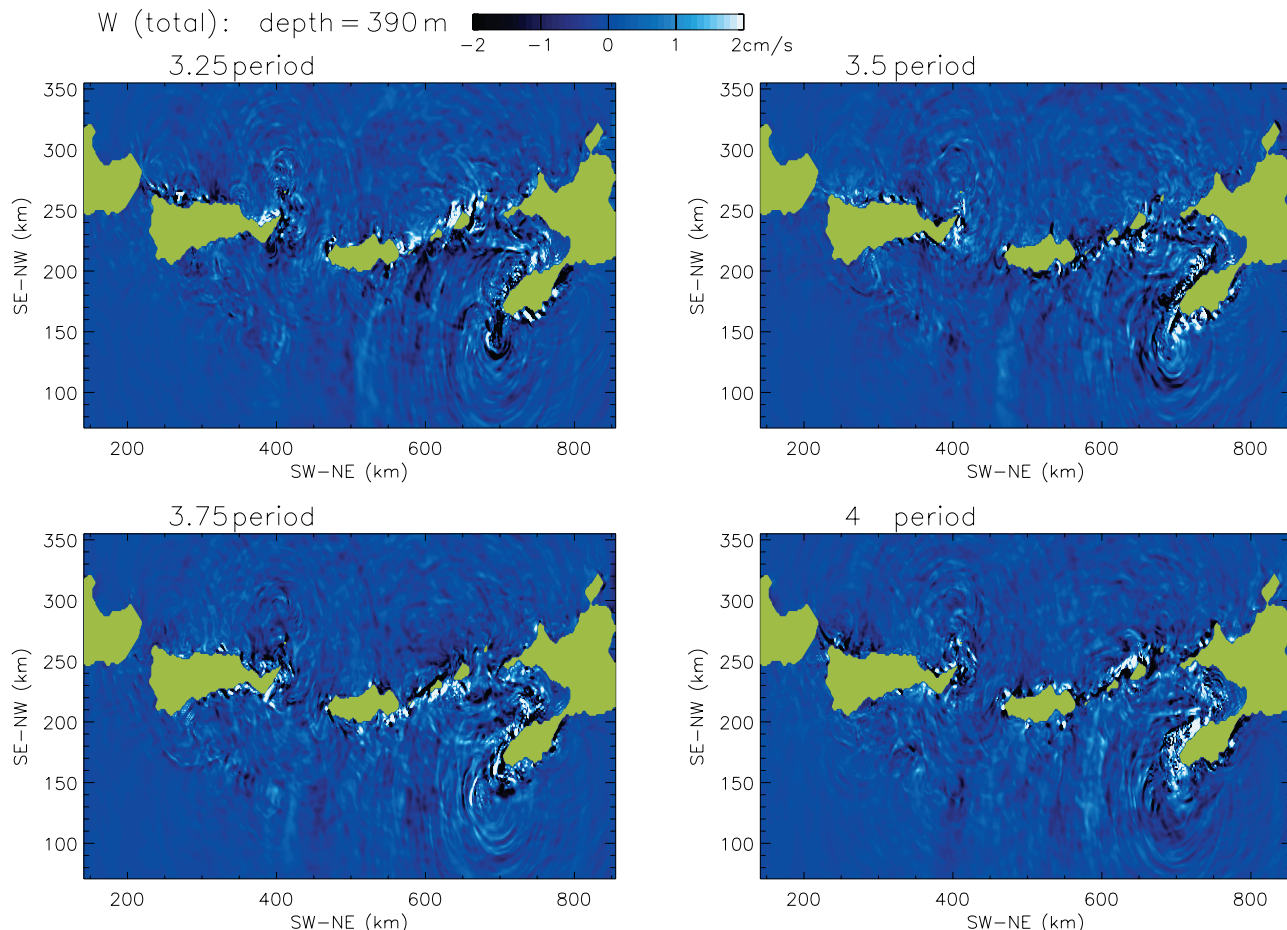 W (total): depth = 390 m
-2 -1 0 1 2cm/s
3.25period
350
300
250
200
150
100
SE-NW (km)
200 400 600 800
SW-NE (km)
3.5 period
350
300
250
200
150
100
SE-NW (km)
200 400 600 800
SW-NE (km)
3.75period
350
300
250
200
150
100
SE-NW (km)
200 400 600 800
SW-NE (km)
4 period
350
300
250
200
150
100
SE-NW (km)
200 400 600 800
SW-NE (km)